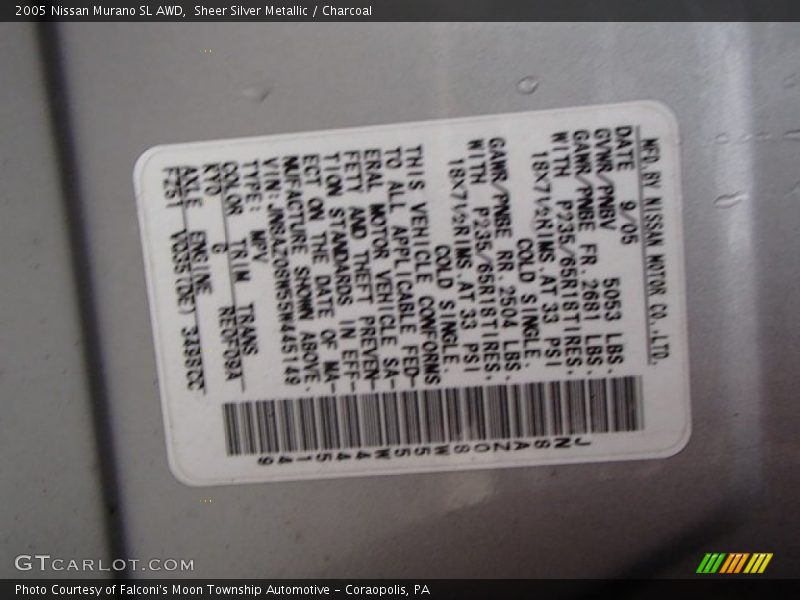 2005 Nissan Murano SL AWD, Sheer Silver Metallic / Charcoal
MFD. BY NISSAN MOTOR CO.,LTD.
DATE 9/05
GVWR/PNBV 5053 LBS.
GAWR/PNBE FR. 2681 LBS.
WITH P235/65R18TIRES.
18X7½RIMS.AT 33 PSI
COLD SINGLE.
GAWR/PNBE RR. 2504 LBS.
WITH P235/65R18TIRES.
18X7½RIMS.AT 33 PSI
COLD SINGLE.
THIS VEHICLE CONFORMS
TO ALL APPLICABLE FED-
ERAL MOTOR VEHICLE SA-
FETY AND THEFT PREVEN-
TION STANDARDS IN EFF-
ECT ON THE DATE OF MA-
NUFACTURE SHOWN ABOVE.
VIN:JN8AZ08W55W445149
TYPE: MPV
COLOR TRIM TRANS
KY0 G RE0F09A
AXLE ENGINE
FZ51 VQ35(DE) 3498CC
JN8AZ08W55W445149
GTCARLOT.COM
Photo Courtesy of Falconi's Moon Township Automotive - Coraopolis, PA